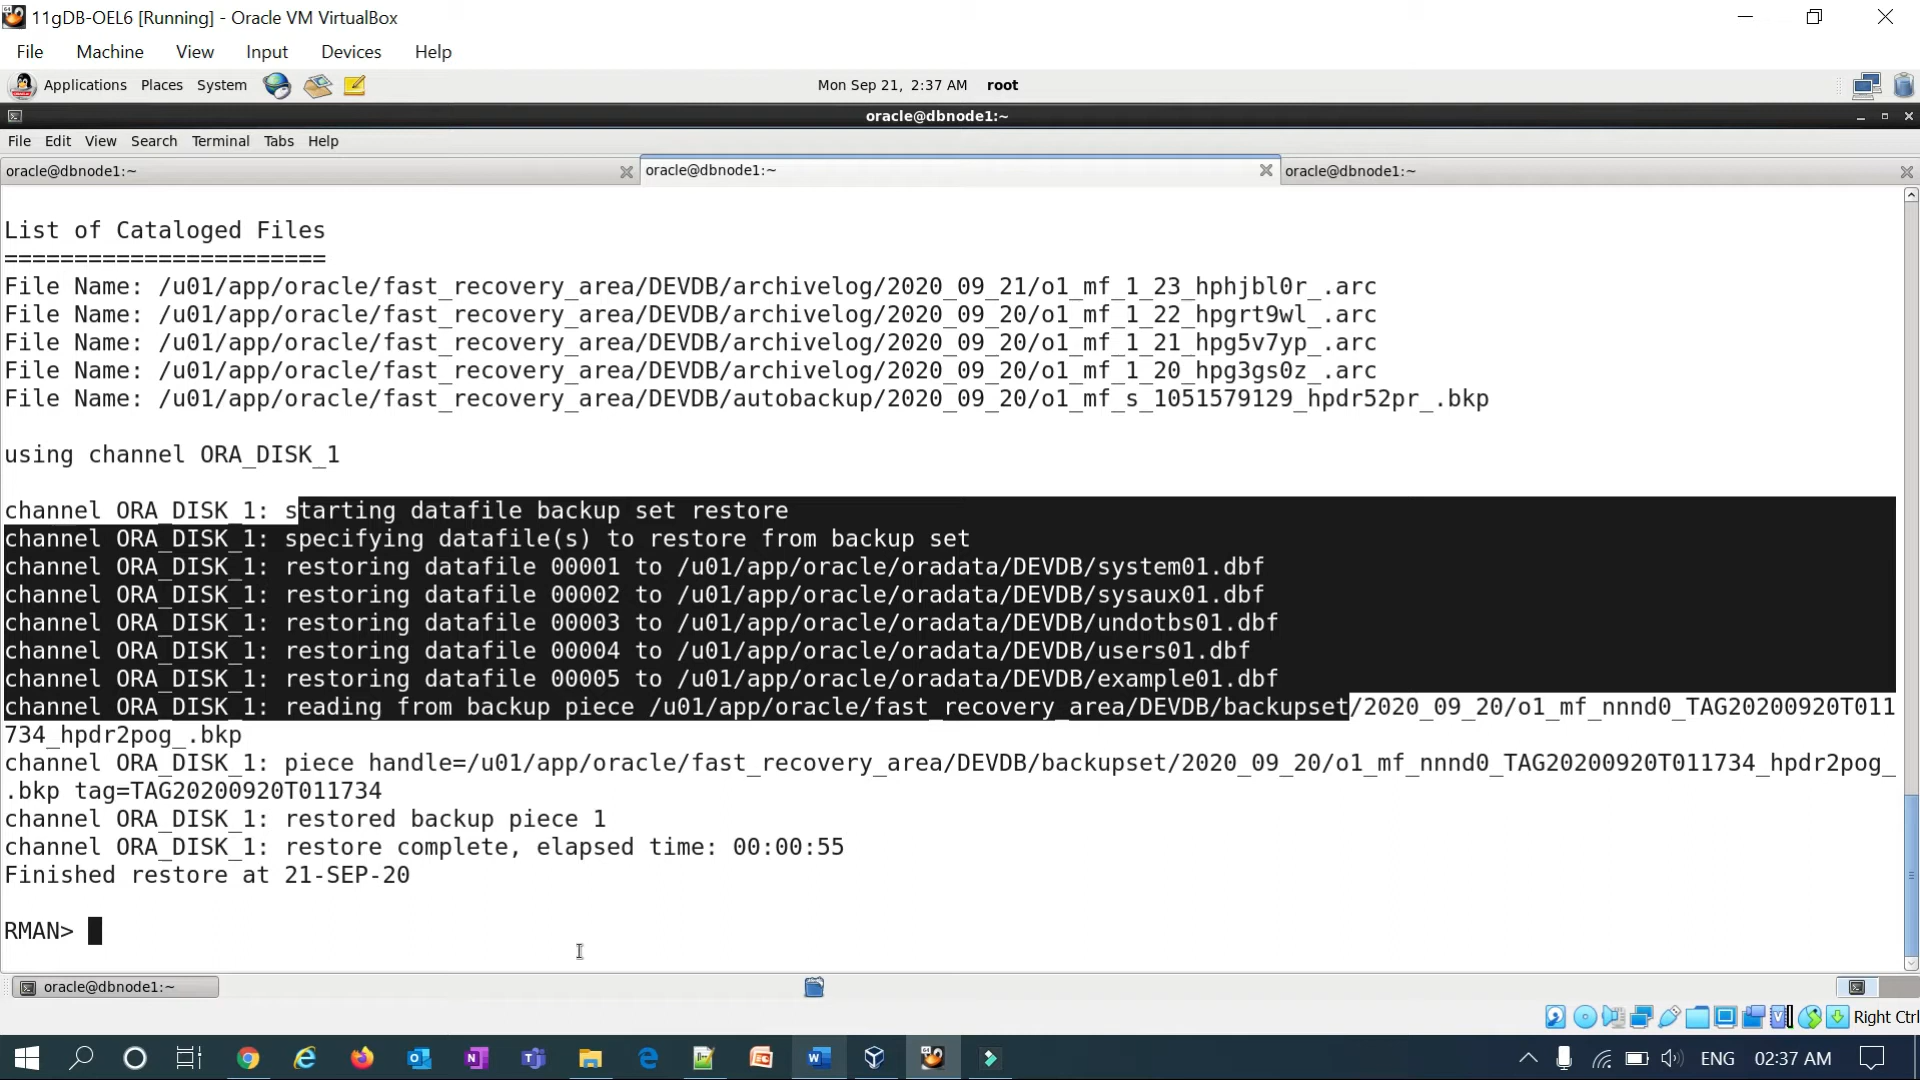 11gDB-OEL6 [Running] - Oracle VM VirtualBox
File Machine View Input Devices Help
Applications Places System Mon Sep 21, 2:37 AM root
oracle@dbnode1:~
File Edit View Search Terminal Tabs Help
oracle@dbnode1:~ oracle@dbnode1:~ oracle@dbnode1:~
List of Cataloged Files
=======================
File Name: /u01/app/oracle/fast_recovery_area/DEVDB/archivelog/2020_09_21/o1_mf_1_23_hphjbl0r_.arc
File Name: /u01/app/oracle/fast_recovery_area/DEVDB/archivelog/2020_09_20/o1_mf_1_22_hpgrt9wl_.arc
File Name: /u01/app/oracle/fast_recovery_area/DEVDB/archivelog/2020_09_20/o1_mf_1_21_hpg5v7yp_.arc
File Name: /u01/app/oracle/fast_recovery_area/DEVDB/archivelog/2020_09_20/o1_mf_1_20_hpg3gs0z_.arc
File Name: /u01/app/oracle/fast_recovery_area/DEVDB/autobackup/2020_09_20/o1_mf_s_1051579129_hpdr52pr_.bkp
using channel ORA_DISK_1
channel ORA_DISK_1: starting datafile backup set restore
channel ORA_DISK_1: specifying datafile(s) to restore from backup set
channel ORA_DISK_1: restoring datafile 00001 to /u01/app/oracle/oradata/DEVDB/system01.dbf
channel ORA_DISK_1: restoring datafile 00002 to /u01/app/oracle/oradata/DEVDB/sysaux01.dbf
channel ORA_DISK_1: restoring datafile 00003 to /u01/app/oracle/oradata/DEVDB/undotbs01.dbf
channel ORA_DISK_1: restoring datafile 00004 to /u01/app/oracle/oradata/DEVDB/users01.dbf
channel ORA_DISK_1: restoring datafile 00005 to /u01/app/oracle/oradata/DEVDB/example01.dbf
channel ORA_DISK_1: reading from backup piece /u01/app/oracle/fast_recovery_area/DEVDB/backupset/2020_09_20/o1_mf_nnnd0_TAG20200920T011
734_hpdr2pog_.bkp
channel ORA_DISK_1: piece handle=/u01/app/oracle/fast_recovery_area/DEVDB/backupset/2020_09_20/o1_mf_nnnd0_TAG20200920T011734_hpdr2pog_
.bkp tag=TAG20200920T011734
channel ORA_DISK_1: restored backup piece 1
channel ORA_DISK_1: restore complete, elapsed time: 00:00:55
Finished restore at 21-SEP-20
RMAN>
oracle@dbnode1:~
Right Ctrl
ENG 02:37 AM